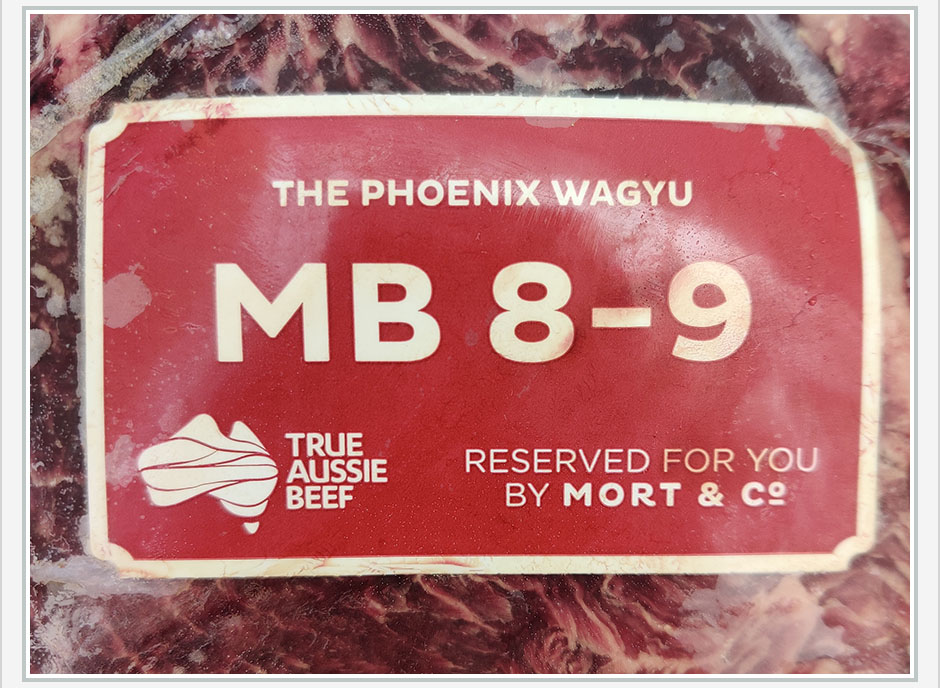 THE PHOENIX WAGYU
MB 8–9
TRUE
AUSSIE
BEEF
RESERVED FOR YOU
BY MORT & Cº